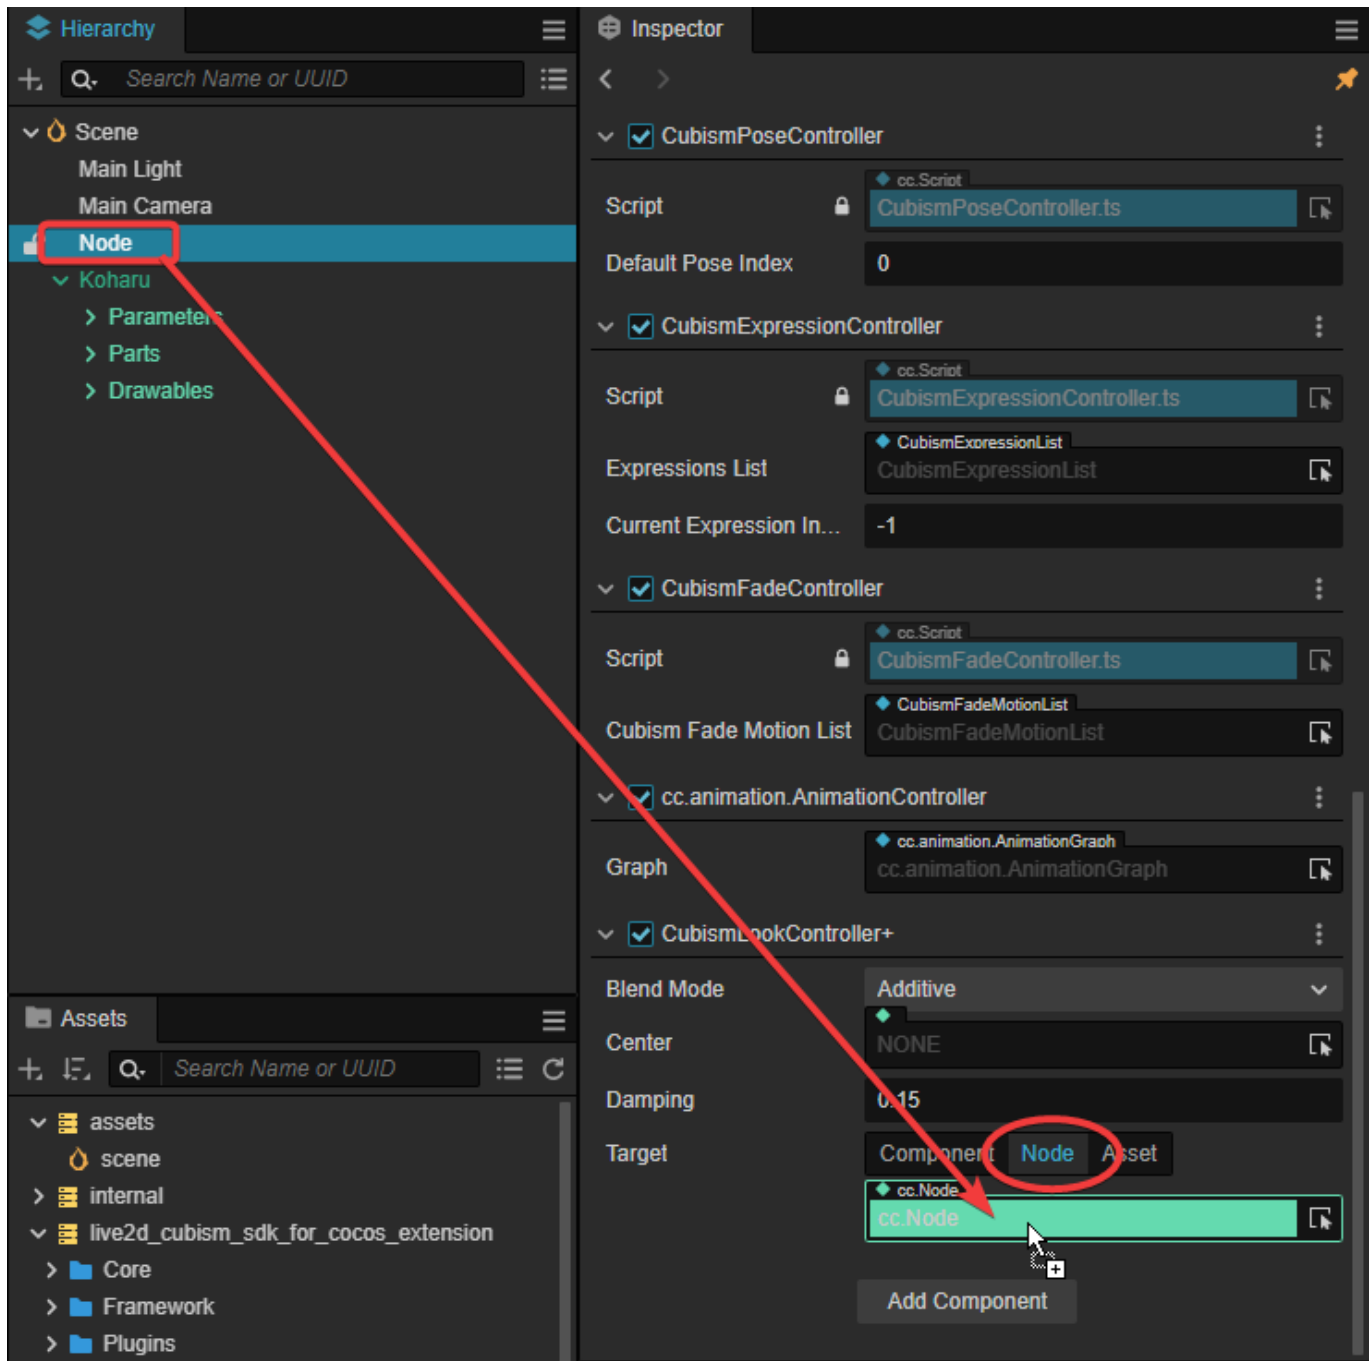 Hierarchy
Search Name or UUID
Scene
Main Light
Main Camera
Node
Koharu
Parameters
Parts
Drawables
Assets
Search Name or UUID
assets
scene
internal
live2d_cubism_sdk_for_cocos_extension
Core
Framework
Plugins
Inspector
CubismPoseController
cc.Script
Script
CubismPoseController.ts
Default Pose Index
0
CubismExpressionController
cc.Script
Script
CubismExpressionController.ts
CubismExpressionList
Expressions List
CubismExpressionList
Current Expression In...
-1
CubismFadeController
cc.Script
Script
CubismFadeController.ts
CubismFadeMotionList
Cubism Fade Motion List
CubismFadeMotionList
cc.animation.AnimationController
cc.animation.AnimationGraph
Graph
cc.animation.AnimationGraph
CubismLookController+
Blend Mode
Additive
Center
NONE
Damping
0.15
Target
Component Node Asset
cc.Node
cc.Node
Add Component